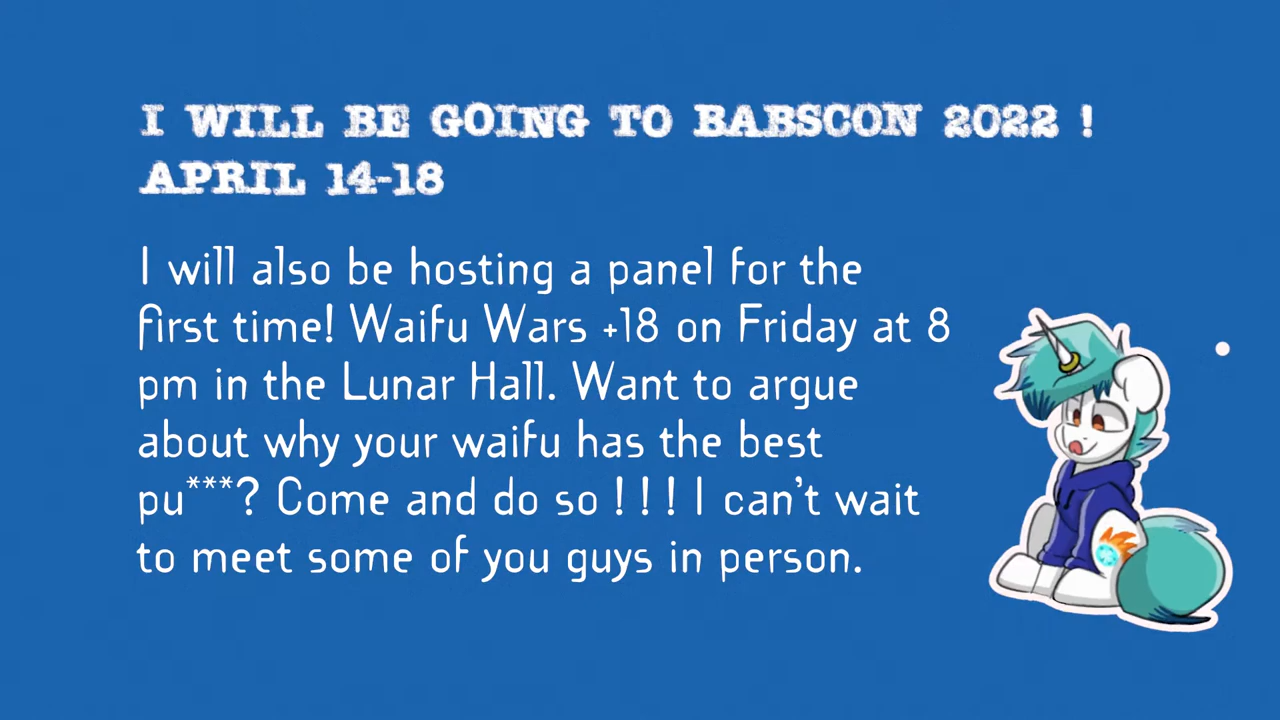 I WILL BE GOING TO BABSCON 2022 !
APRIL 14-18
I will also be hosting a panel for the
first time! Waifu Wars +18 on Friday at 8
pm in the Lunar Hall. Want to argue
about why your waifu has the best
pu***? Come and do so ! ! ! I can't wait
to meet some of you guys in person.